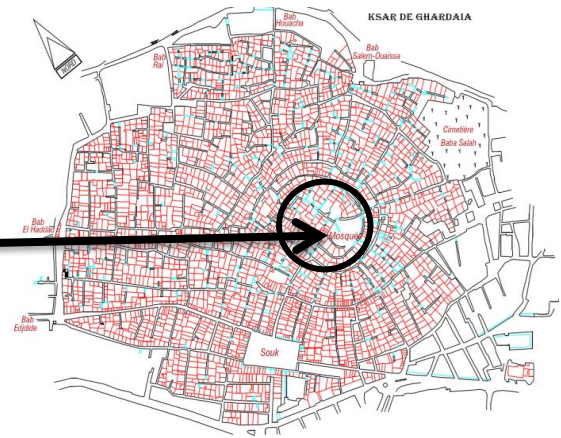 KSAR DE GHARDAIA
Bab
Houacha
Bab
Salem-Ouaissa
Bab
Rai
NORD
Cimetière
Baba Salah
Bab
El Haddad
Mosquée
Bab
Edjdide
Souk